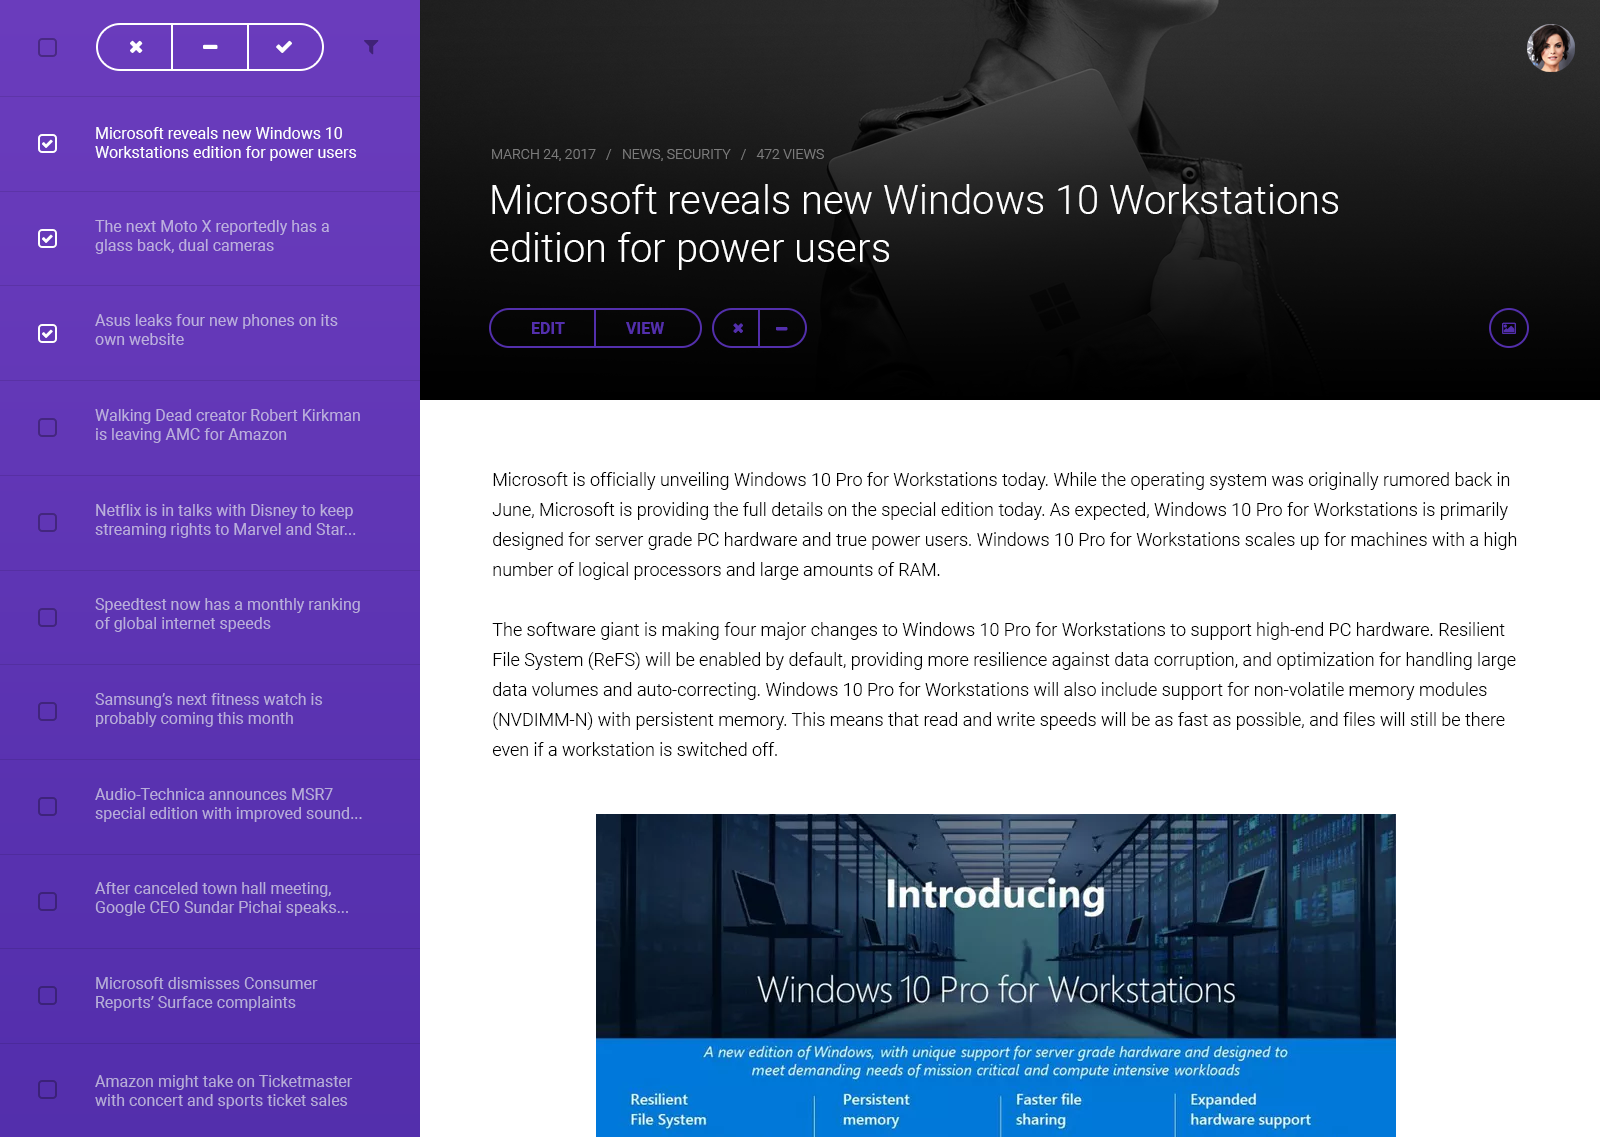 Microsoft reveals new Windows 10
Workstations edition for power users
The next Moto X reportedly has a
glass back, dual cameras
Asus leaks four new phones on its
own website
Walking Dead creator Robert Kirkman
is leaving AMC for Amazon
Netflix is in talks with Disney to keep
streaming rights to Marvel and Star...
Speedtest now has a monthly ranking
of global internet speeds
Samsung’s next fitness watch is
probably coming this month
Audio-Technica announces MSR7
special edition with improved sound...
After canceled town hall meeting,
Google CEO Sundar Pichai speaks...
Microsoft dismisses Consumer
Reports’ Surface complaints
Amazon might take on Ticketmaster
with concert and sports ticket sales
MARCH 24, 2017 / NEWS, SECURITY / 472 VIEWS
Microsoft reveals new Windows 10 Workstations
edition for power users
EDIT VIEW
Microsoft is officially unveiling Windows 10 Pro for Workstations today. While the operating system was originally rumored back in
June, Microsoft is providing the full details on the special edition today. As expected, Windows 10 Pro for Workstations is primarily
designed for server grade PC hardware and true power users. Windows 10 Pro for Workstations scales up for machines with a high
number of logical processors and large amounts of RAM.
The software giant is making four major changes to Windows 10 Pro for Workstations to support high-end PC hardware. Resilient
File System (ReFS) will be enabled by default, providing more resilience against data corruption, and optimization for handling large
data volumes and auto-correcting. Windows 10 Pro for Workstations will also include support for non-volatile memory modules
(NVDIMM-N) with persistent memory. This means that read and write speeds will be as fast as possible, and files will still be there
even if a workstation is switched off.
Introducing
Windows 10 Pro for Workstations
A new edition of Windows, with unique support for server grade hardware and designed to
meet demanding needs of mission critical and compute intensive workloads
Resilient
File System
Persistent
memory
Faster file
sharing
Expanded
hardware support